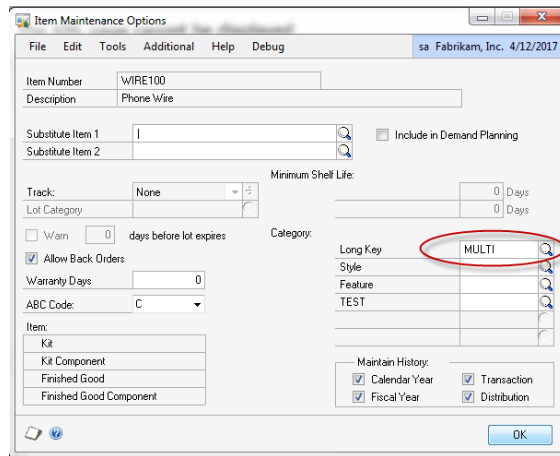 Item Maintenance Options
File Edit Tools Additional Help Debug sa Fabrikam, Inc. 4/12/2017
Item Number WIRE100
Description Phone Wire
Substitute Item 1
Include in Demand Planning
Substitute Item 2
Minimum Shelf Life:
Track: None 0 Days
Lot Category 0 Days
Warn 0 days before lot expires
Category:
Allow Back Orders
Long Key MULTI
Style
Warranty Days 0
Feature
ABC Code: C
TEST
Item:
Kit
Kit Component
Finished Good
Finished Good Component
Maintain History:
Calendar Year Transaction
Fiscal Year Distribution
OK